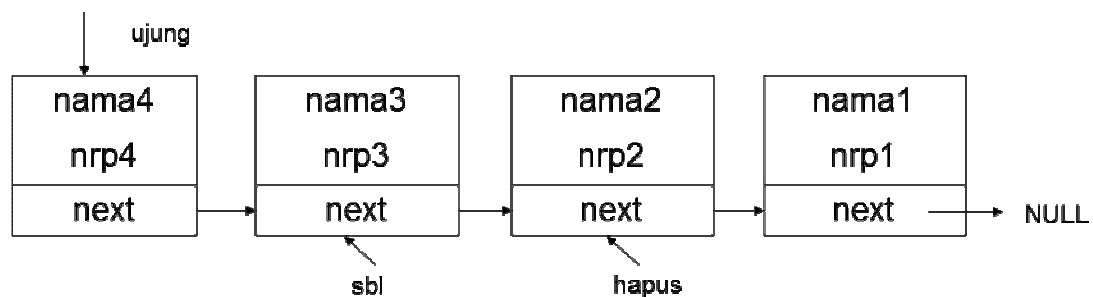 ujung
nama4 nama3 nama2 nama1
nrp4 nrp3 nrp2 nrp1
next next next next NULL
sbl hapus